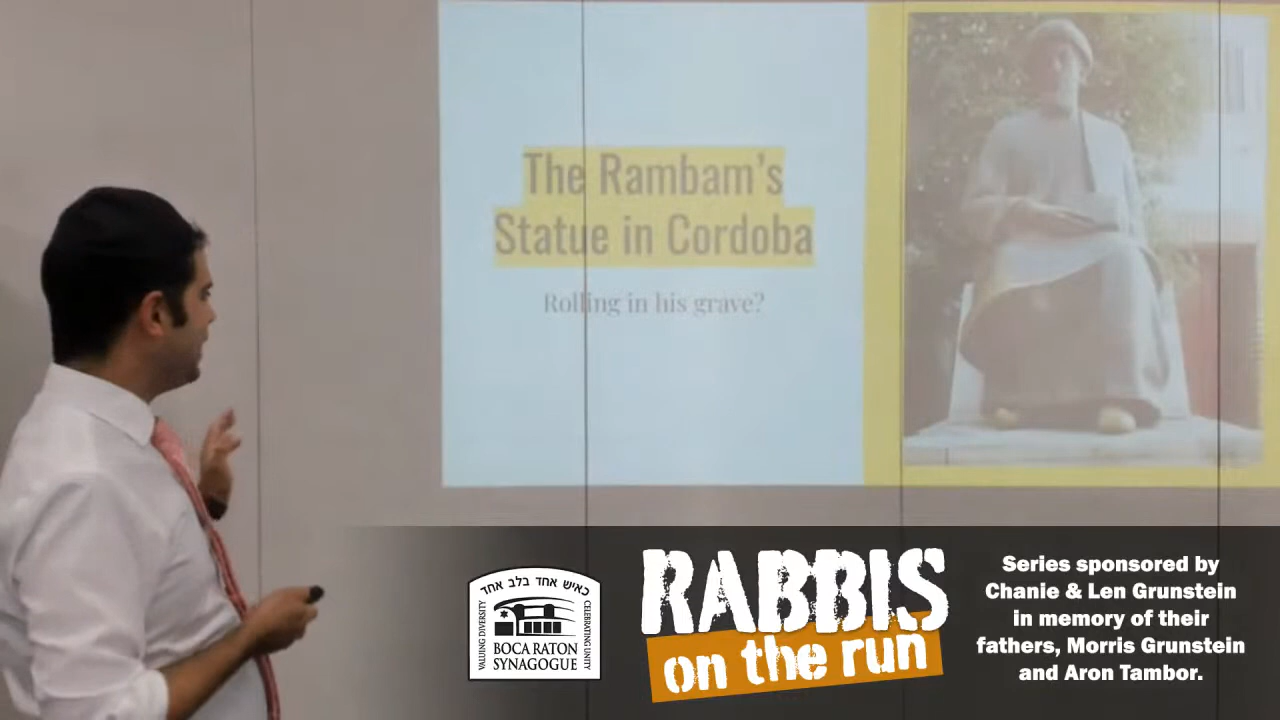 The Rambam's
Statue in Cordoba
Rolling in his grave?
כאיש אחד בלב אחד
VALUING DIVERSITY
CELEBRATING UNITY
BOCA RATON
SYNAGOGUE
RABBIS
on the run
Series sponsored by
Chanie & Len Grunstein
in memory of their
fathers, Morris Grunstein
and Aron Tambor.